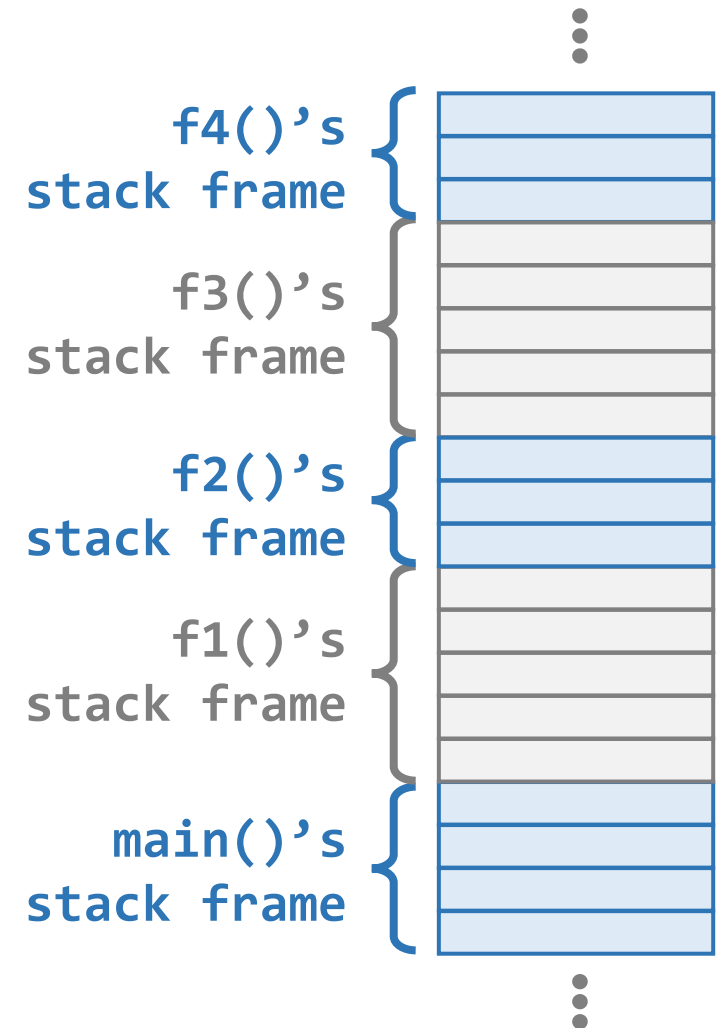 f4()’s
stack frame
f3()’s
stack frame
f2()’s
stack frame
f1()’s
stack frame
main()’s
stack frame